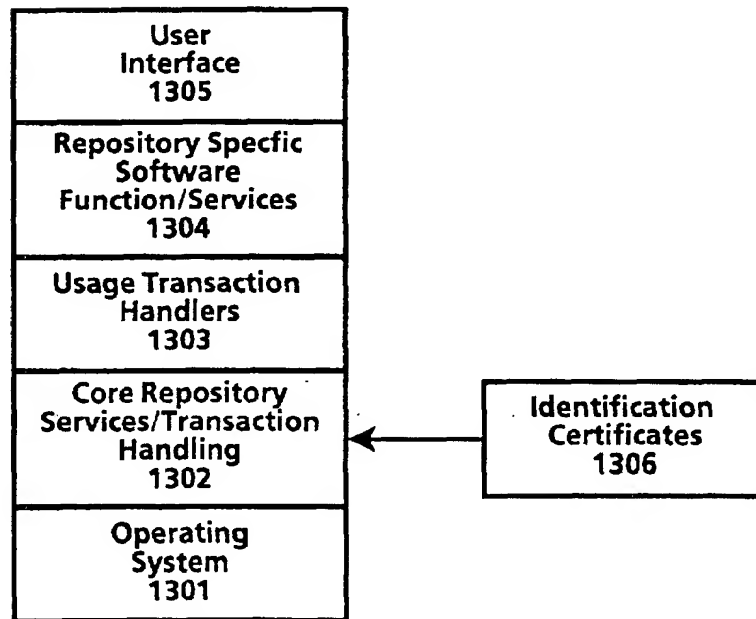 User
Interface
1305
Repository Specfic
Software
Function/Services
1304
Usage Transaction
Handlers
1303
Core Repository
Services/Transaction
Handling
1302
Identification
Certificates
1306
Operating
System
1301